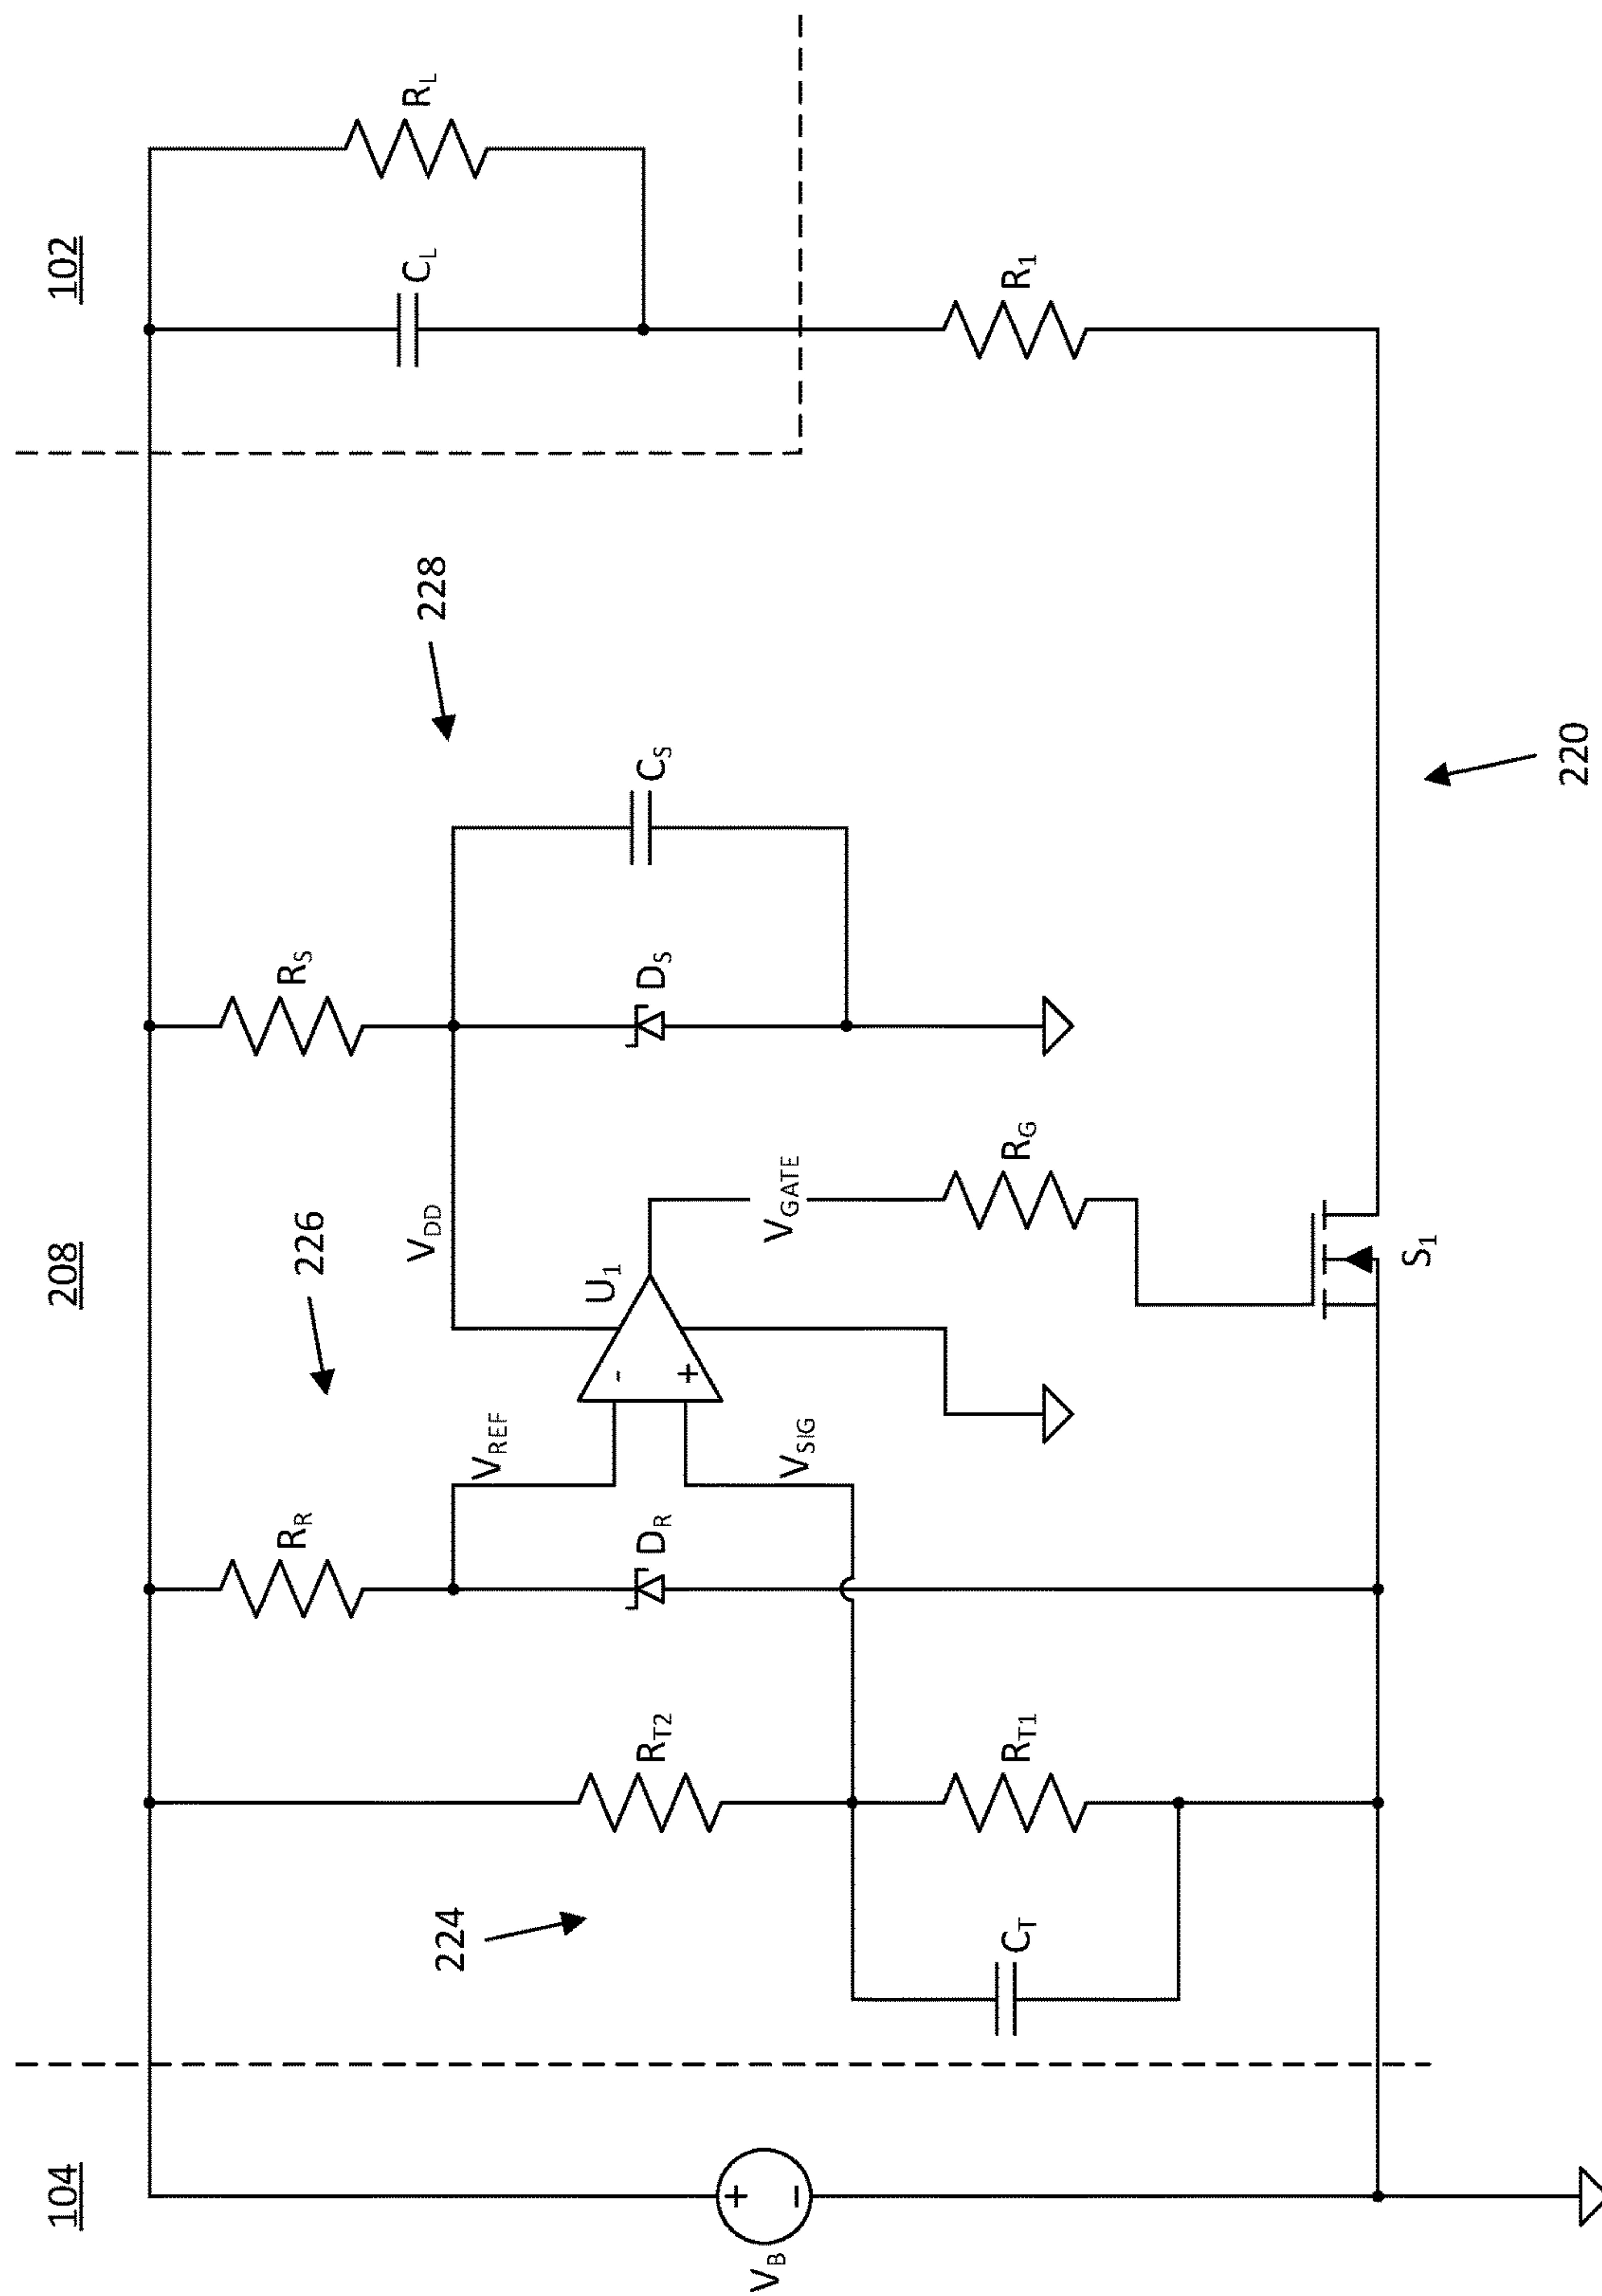 104
208
102
V_B
224
C_T
R_T2
R_T1
R_R
D_R
226
V_REF
V_SIG
-
+
U_1
V_DD
V_GATE
R_G
S_1
R_S
D_S
C_S
228
220
C_L
R_L
R_1
+
-